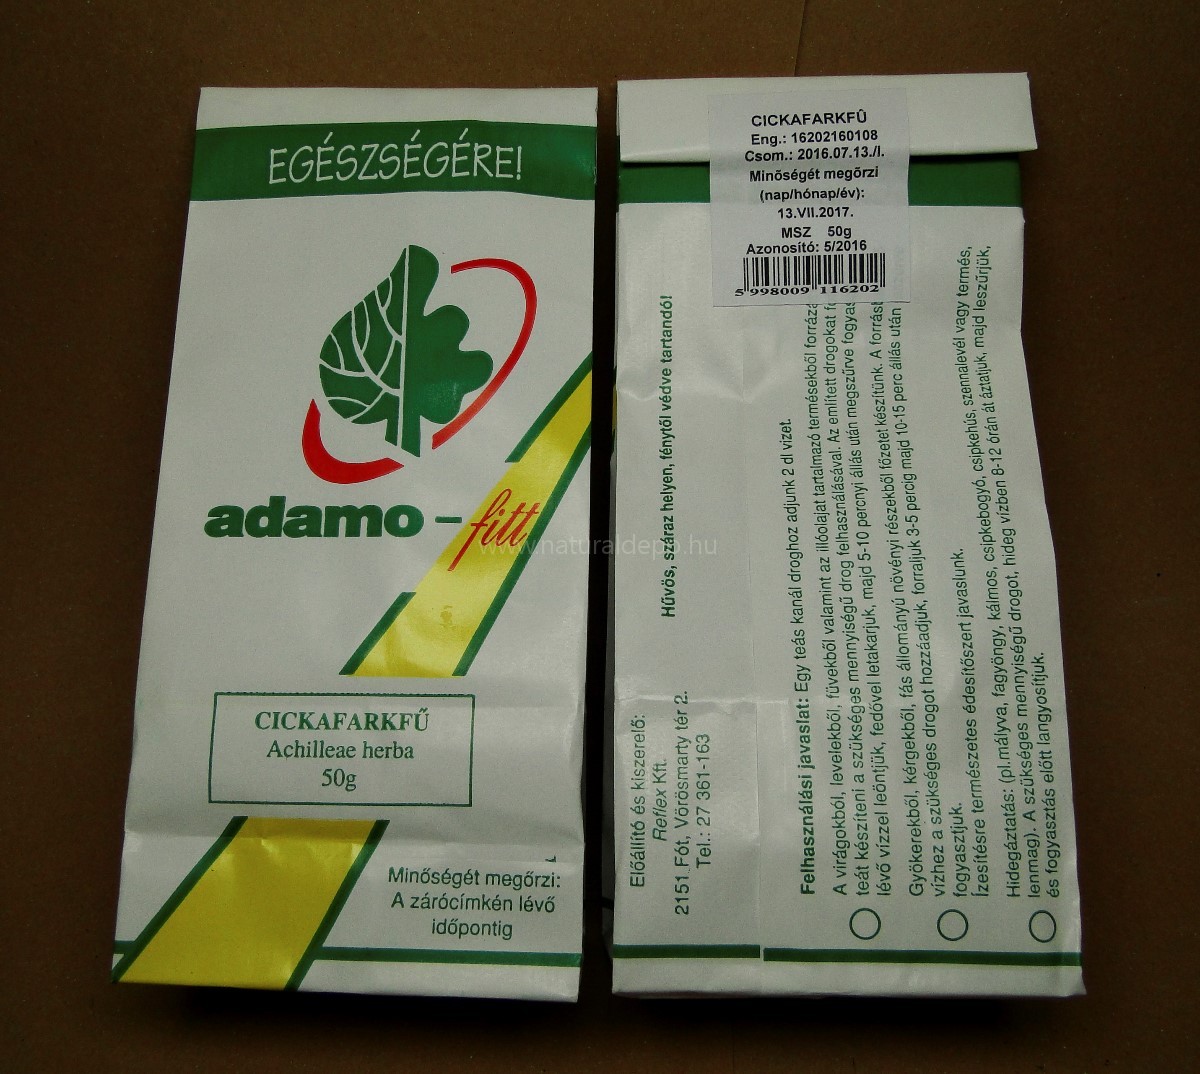 EGÉSZSÉGÉRE!
adamo – fitt
www.naturaldepo.hu
CICKAFARKFŰ
Achilleae herba
50g
Minőségét megőrzi:
A zárócímkén lévő
időpontig
CICKAFARKFÛ
Eng.: 16202160108
Csom.: 2016.07.13./I.
Minõségét megõrzi
(nap/hónap/év):
13.VII.2017.
MSZ 50g
Azonosító: 5/2016
5 998009 116202
Hűvös, száraz helyen, fénytől védve tartandó!
Előállító és kiszerelő:
Reflex Kft.
2151 Fót, Vörösmarty tér 2.
Tel.: 27 361-163
Felhasználási javaslat: Egy teás kanál droghoz adjunk 2 dl vizet.
A virágokból, levelekből, füvekből valamint az illóolajat tartalmazó termésekből
teát készíteni a szükséges mennyiségű drog felhasználásával. Az említett drogokat
lévő vízzel leöntjük, fedővel letakarjuk, majd 5-10 percnyi állás után megszűrve
Gyökerekből, kérgekből, fás állományú növényi részekből főzetet készítünk. A
vízhez a szükséges drogot hozzáadjuk, forraljuk 3-5 percig majd 10-15 perc állás után
fogyasztjuk.
Ízesítésre természetes édesítőszert javaslunk.
Hidegáztatás: (pl.mályva, fagyöngy, kálmos, csipkebogyó, csipkehús, szennalevél vagy termés,
lenmag). A szükséges mennyiségű drogot, hideg vízben 8-12 órán át áztatjuk, majd leszűrjük,
és fogyasztás előtt langyosítjuk.